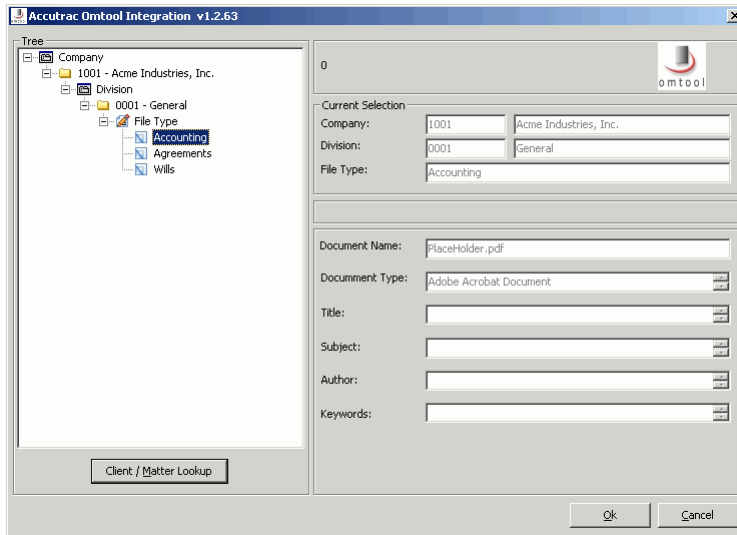 Accutrac Omtool Integration v1.2.63
Tree
Company
1001 - Acme Industries, Inc.
Division
0001 - General
File Type
Accounting
Agreements
Wills
Client / Matter Lookup
0
omtool
Current Selection
Company: 1001 Acme Industries, Inc.
Division: 0001 General
File Type: Accounting
Document Name: PlaceHolder.pdf
Documment Type: Adobe Acrobat Document
Title:
Subject:
Author:
Keywords:
Ok Cancel